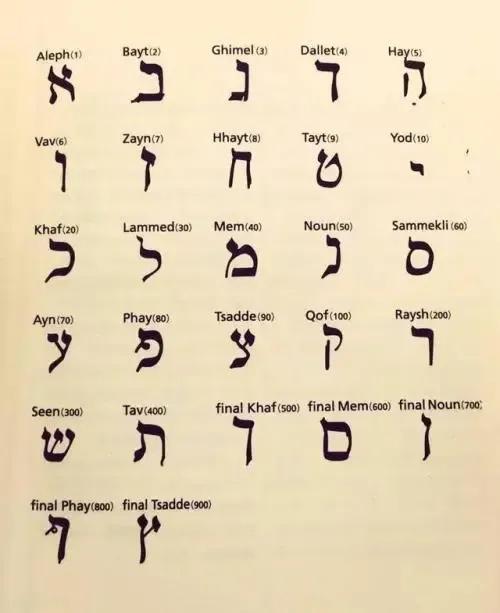 Aleph(1) Bayt(2) Ghimel(3) Dallet(4) Hay(5)
א ב ג ד הִ
Vav(6) Zayn(7) Hhayt(8) Tayt(9) Yod(10)
ו ז ח ט י
Khaf(20) Lammed(30) Mem(40) Noun(50) Sammekli(60)
כ ל מ נ ס
Ayn(70) Phay(80) Tsadde(90) Qof(100) Raysh(200)
ע פ צ ק ר
Seen(300) Tav(400) final Khaf(500) final Mem(600) final Noun(700)
ש ת ך ם ן
final Phay(800) final Tsadde(900)
ף ץ